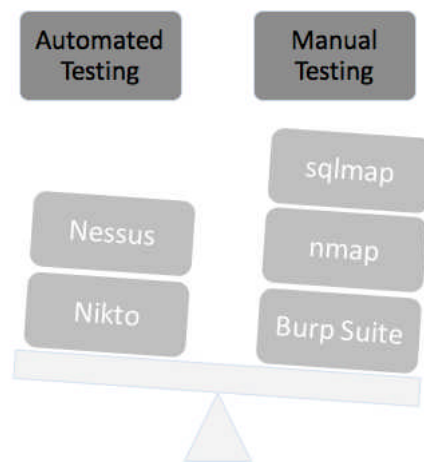 Automated
Testing
Manual
Testing
sqlmap
Nessus
nmap
Nikto
Burp Suite